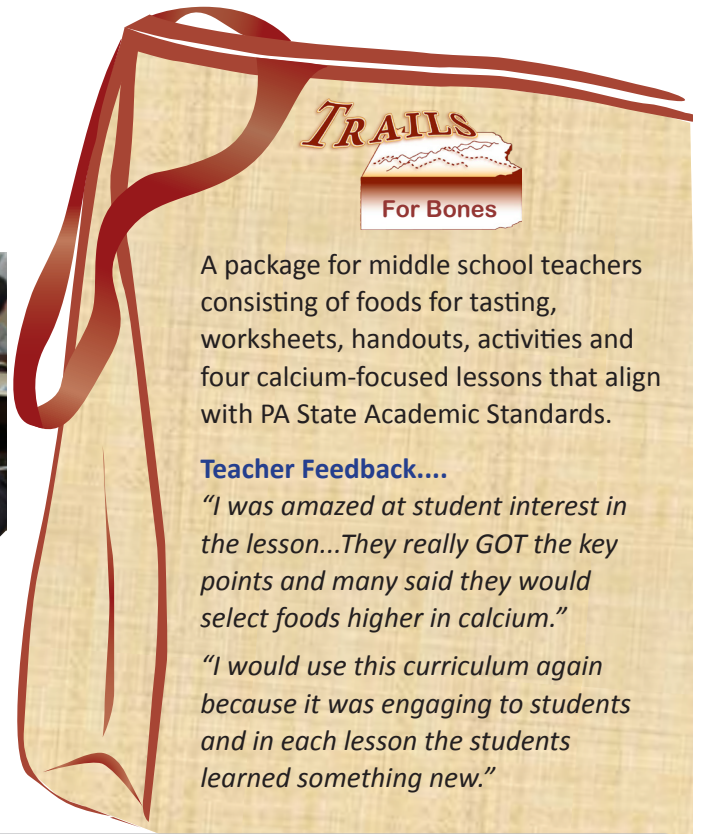 TRAILS
For Bones
A package for middle school teachers
consisting of foods for tasting,
worksheets, handouts, activities and
four calcium-focused lessons that align
with PA State Academic Standards.
Teacher Feedback....
“I was amazed at student interest in
the lesson...They really GOT the key
points and many said they would
select foods higher in calcium.”
“I would use this curriculum again
because it was engaging to students
and in each lesson the students
learned something new.”